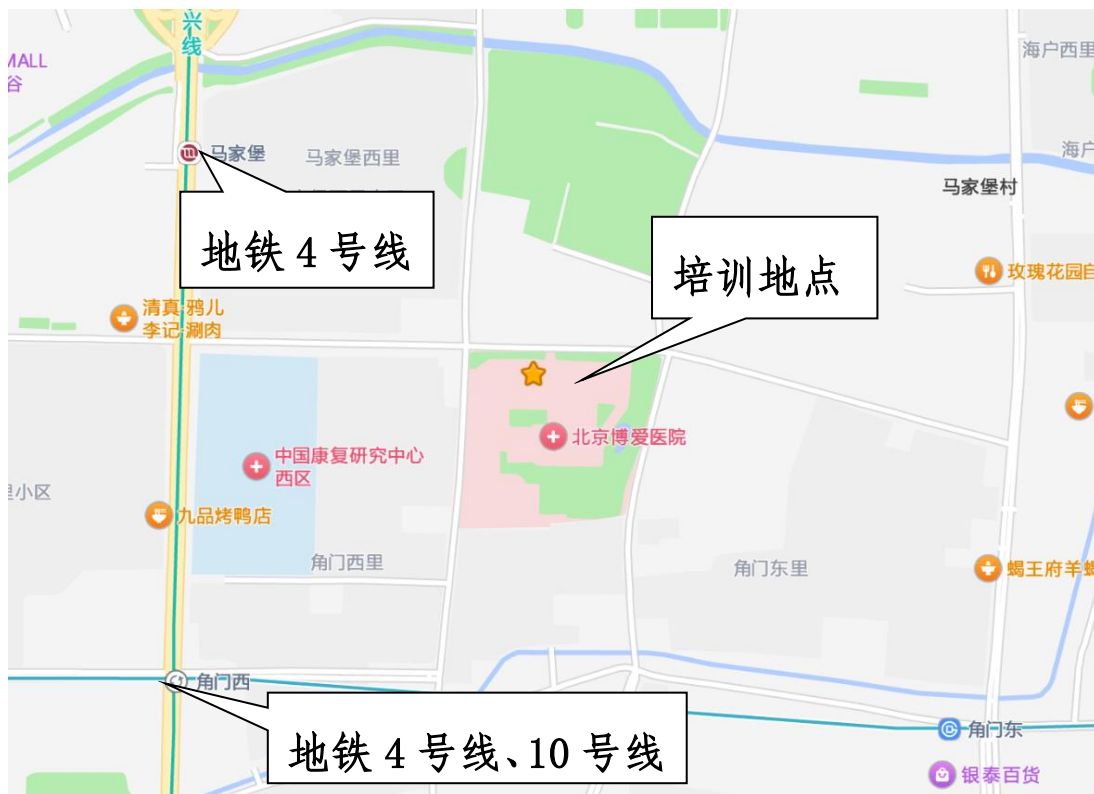 兴
线
MALL
谷
海户西里
马家堡
马家堡西里
马家堡村
地铁 4 号线
培训地点
玫瑰花园自
清真·鸦儿
李记·涮肉
北京博爱医院
中国康复研究中心
西区
里小区
九品烤鸭店
角门西里
角门东里
蝎王府羊蝎
角门西
地铁 4 号线、10 号线
角门东
银泰百货